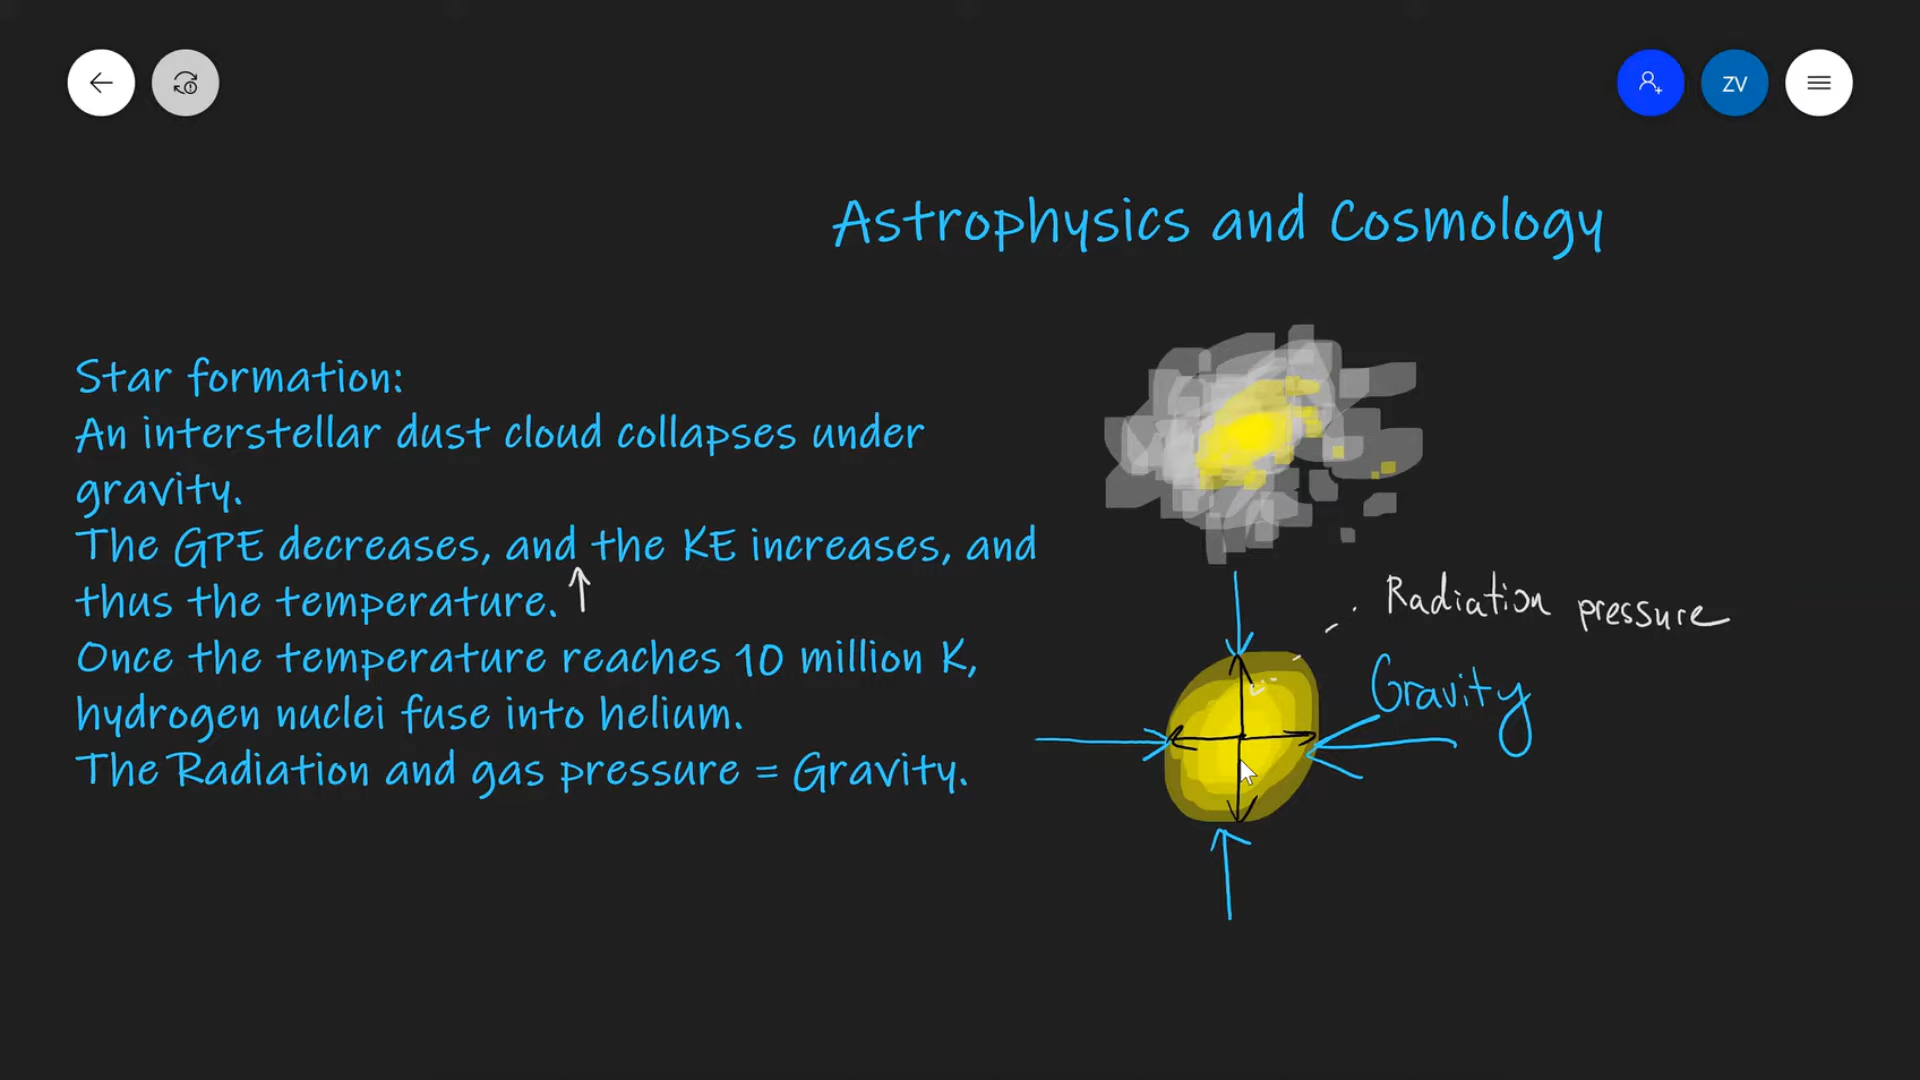 ZV
Astrophysics and Cosmology
Star formation:
An interstellar dust cloud collapses under
gravity.
The GPE decreases, and the KE increases, and
thus the temperature. ↑
Once the temperature reaches 10 million K,
hydrogen nuclei fuse into helium.
The Radiation and gas pressure = Gravity.
Radiation pressure
Gravity